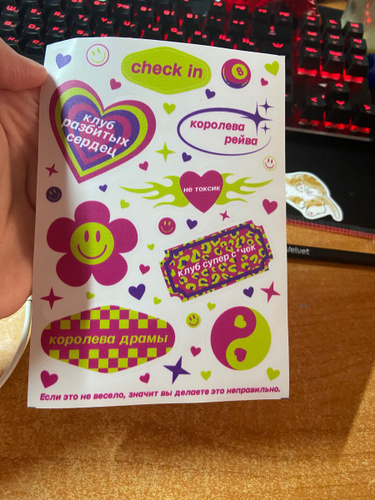 check in
8
клуб
разбитых
сердец
королева
рейва
не токсик
клуб супер с*чек
королева драмы
Если это не весело, значит вы делаете это неправильно.
Velvet